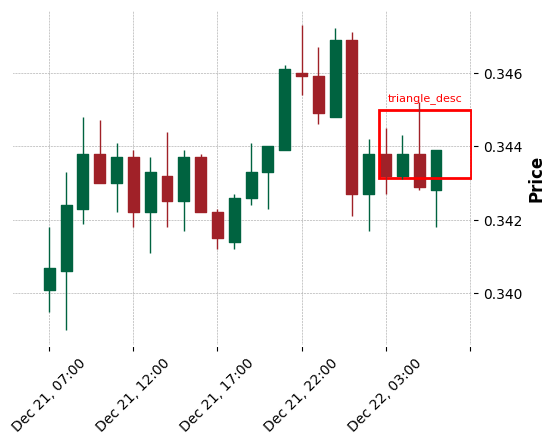 triangle_desc
0.346
0.344
0.342
0.340
Price
Dec 21, 07:00
Dec 21, 12:00
Dec 21, 17:00
Dec 21, 22:00
Dec 22, 03:00